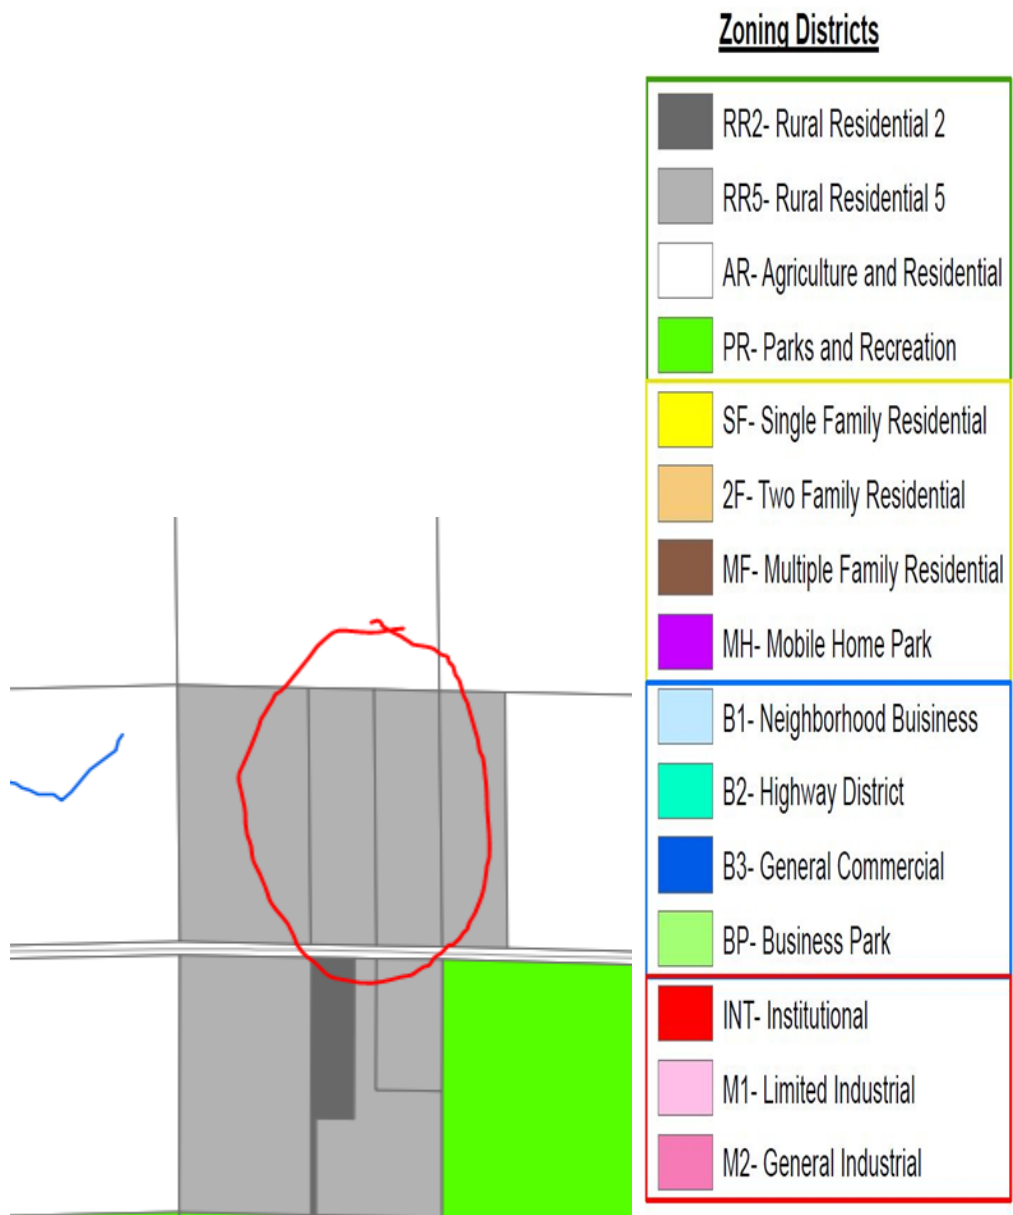 Zoning Districts
RR2- Rural Residential 2
RR5- Rural Residential 5
AR- Agriculture and Residential
PR- Parks and Recreation
SF- Single Family Residential
2F- Two Family Residential
MF- Multiple Family Residential
MH- Mobile Home Park
B1- Neighborhood Buisiness
B2- Highway District
B3- General Commercial
BP- Business Park
INT- Institutional
M1- Limited Industrial
M2- General Industrial